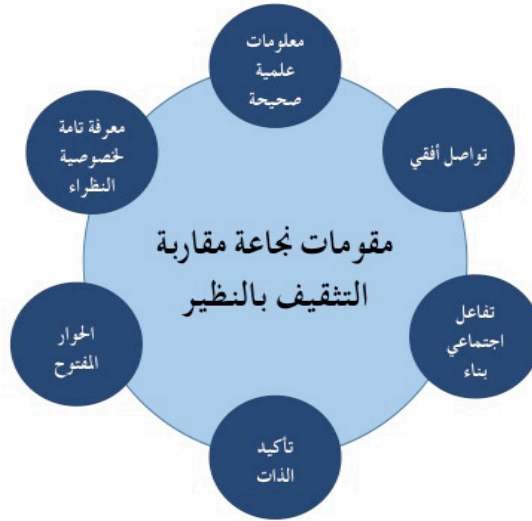 معلومات
علمية
صحيحة
تواصل أفقي
تفاعل
اجتماعي
بناء
تأكيد
الذات
الحوار
المفتوح
معرفة تامة
لخصوصية
النظراء
مقومات نجاعة مقاربة
التثقيف بالنظير